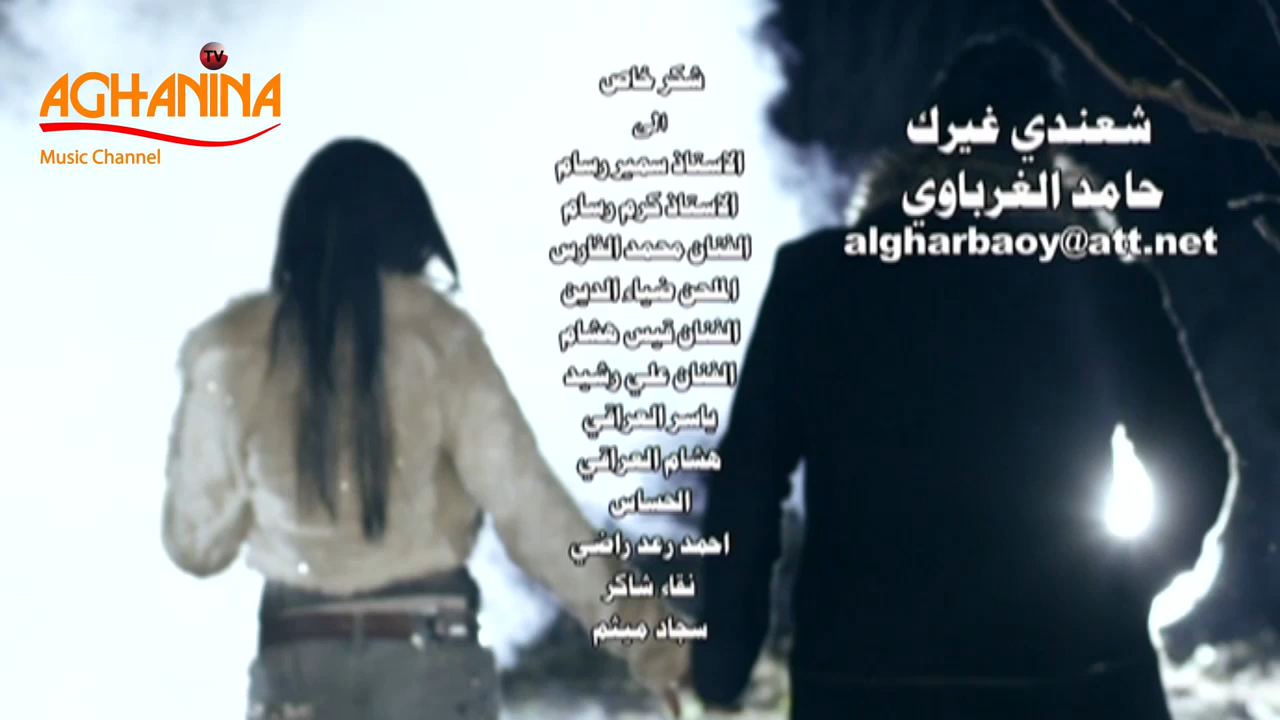 TV
AGHANINA
Music Channel
شكر خاص
الى
الاستاذ سمير رسام
الاستاذ كرم رسام
الفنان محمد الفارس
الملحن ضياء الدين
الفنان قيس هشام
الفنان علي رشيد
ياسر العراقي
هشام العراقي
الحساس
احمد رعد راضي
نقاء شاكر
سجاد ميثم
شعندي غيرك
حامد الغرباوي
algharbaoy@att.net